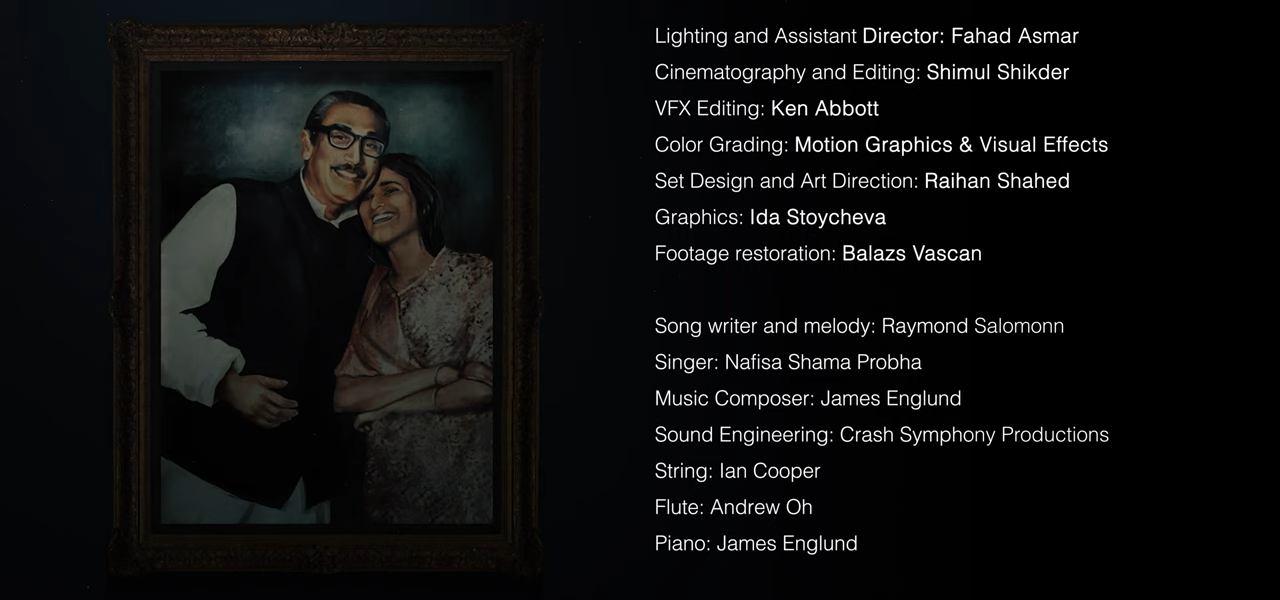 Lighting and Assistant Director: Fahad Asmar
Cinematography and Editing: Shimul Shikder
VFX Editing: Ken Abbott
Color Grading: Motion Graphics & Visual Effects
Set Design and Art Direction: Raihan Shahed
Graphics: Ida Stoycheva
Footage restoration: Balazs Vascan
Song writer and melody: Raymond Salomonn
Singer: Nafisa Shama Probha
Music Composer: James Englund
Sound Engineering: Crash Symphony Productions
String: Ian Cooper
Flute: Andrew Oh
Piano: James Englund